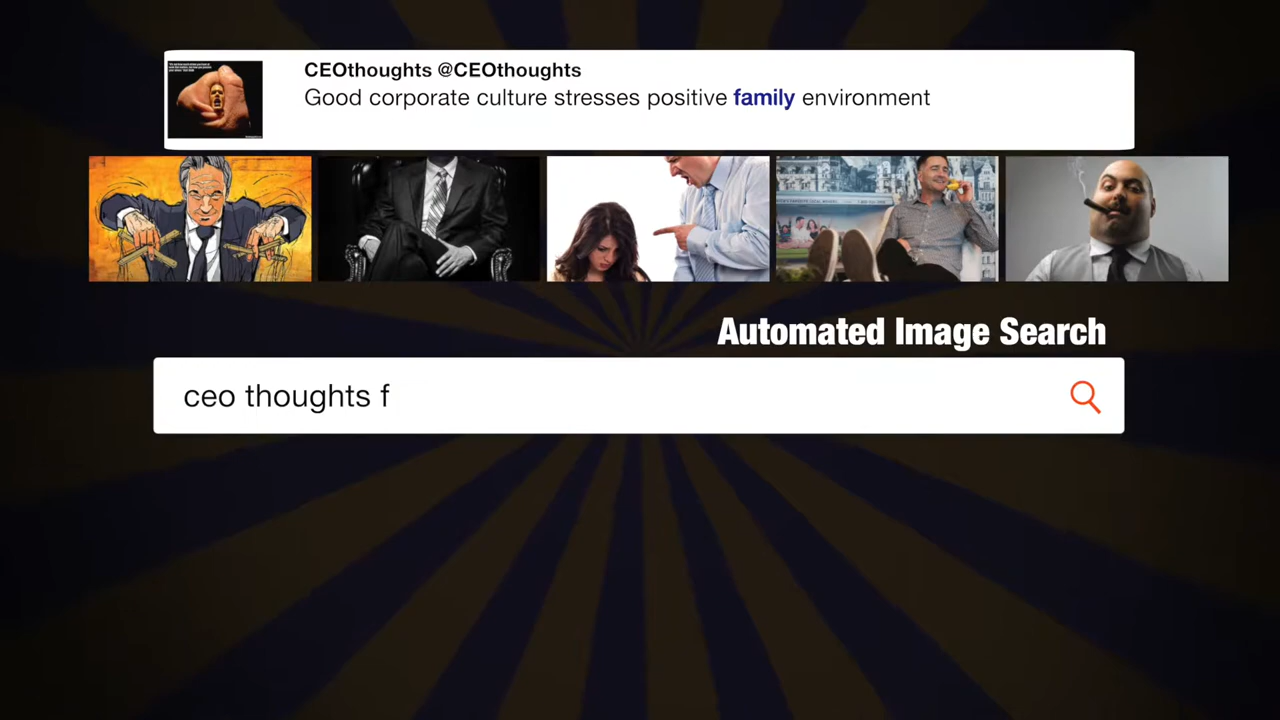 CEOthoughts @CEOthoughts
Good corporate culture stresses positive family environment
Automated Image Search
ceo thoughts f